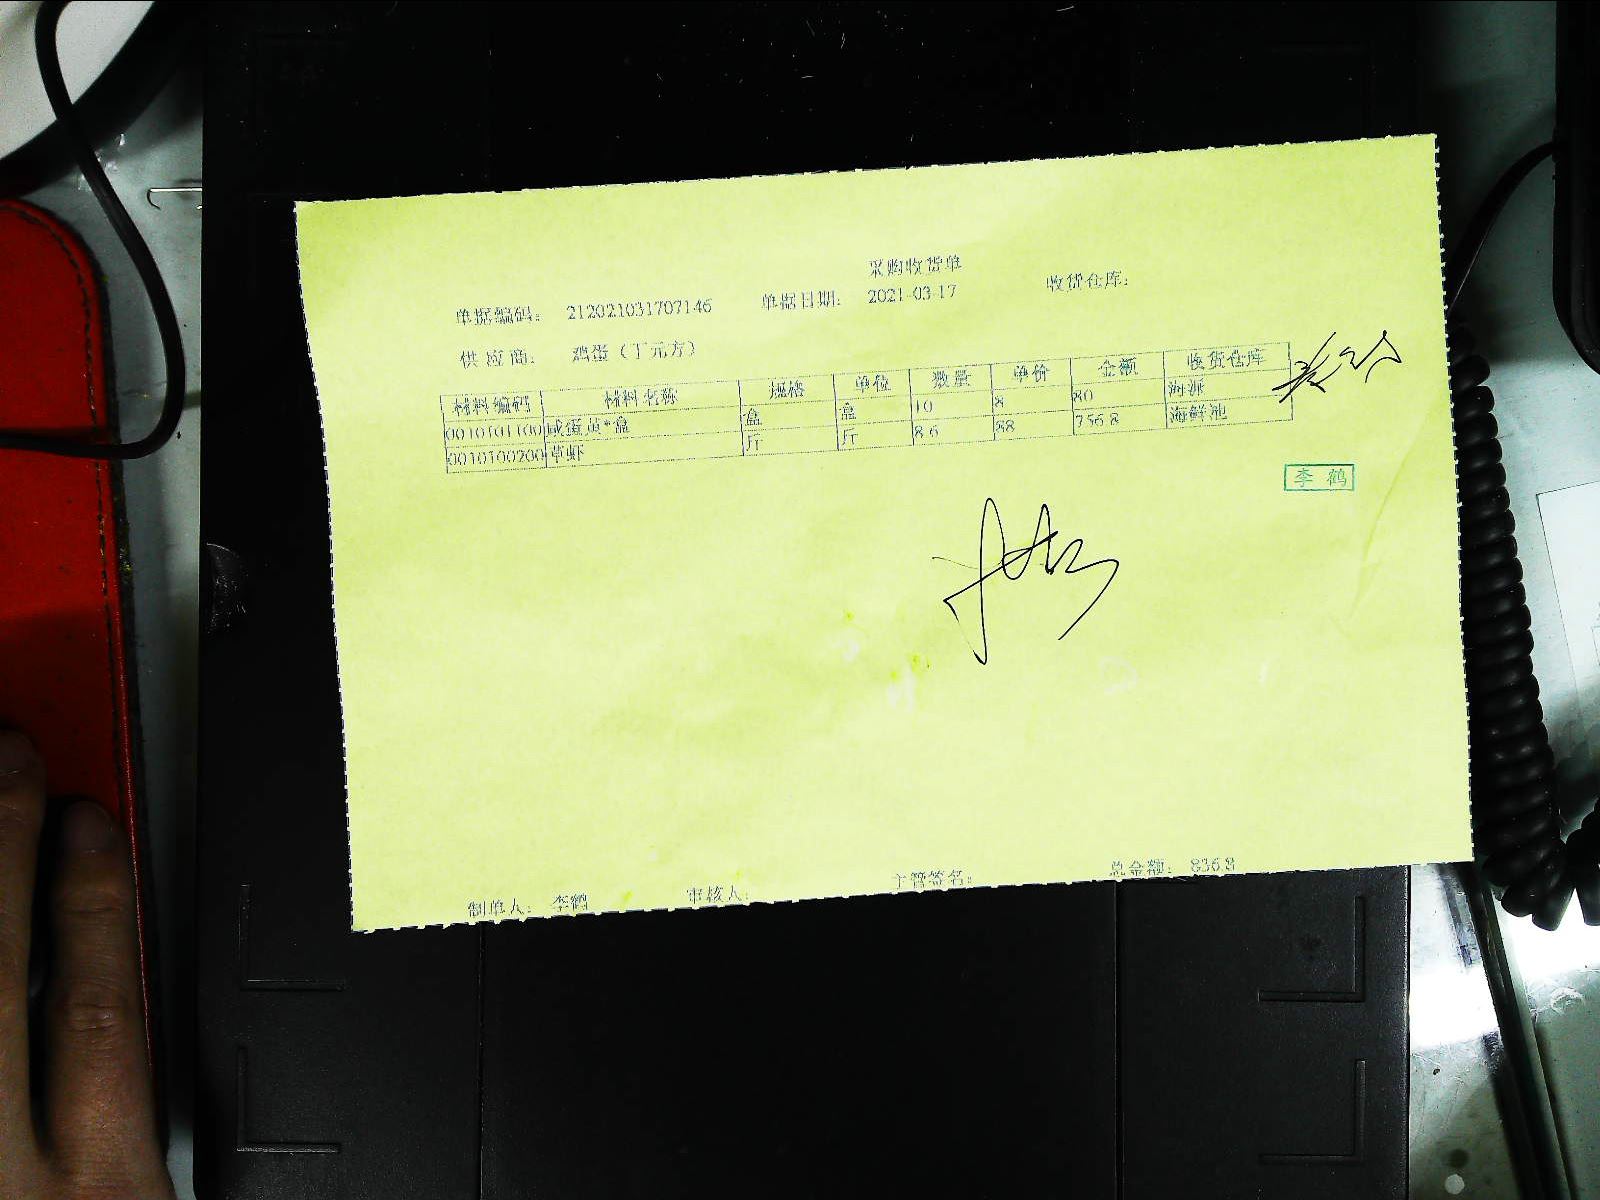 采购收货单
单据编码: 212021031707146 单据日期: 2021-03-17 收货仓库:
供应商: 鸡蛋(丁元方)
材料编码 材料名称 规格 单位 数量 单价 金额 收货仓库
0010101100 咸蛋黄*盒 盒 盒 10 8 80 海派
0010100200 草虾 斤 斤 8.6 88 756.8 海鲜池
李鹤
制单人: 李鹤 审核人: 主管签名: 总金额: 836.8